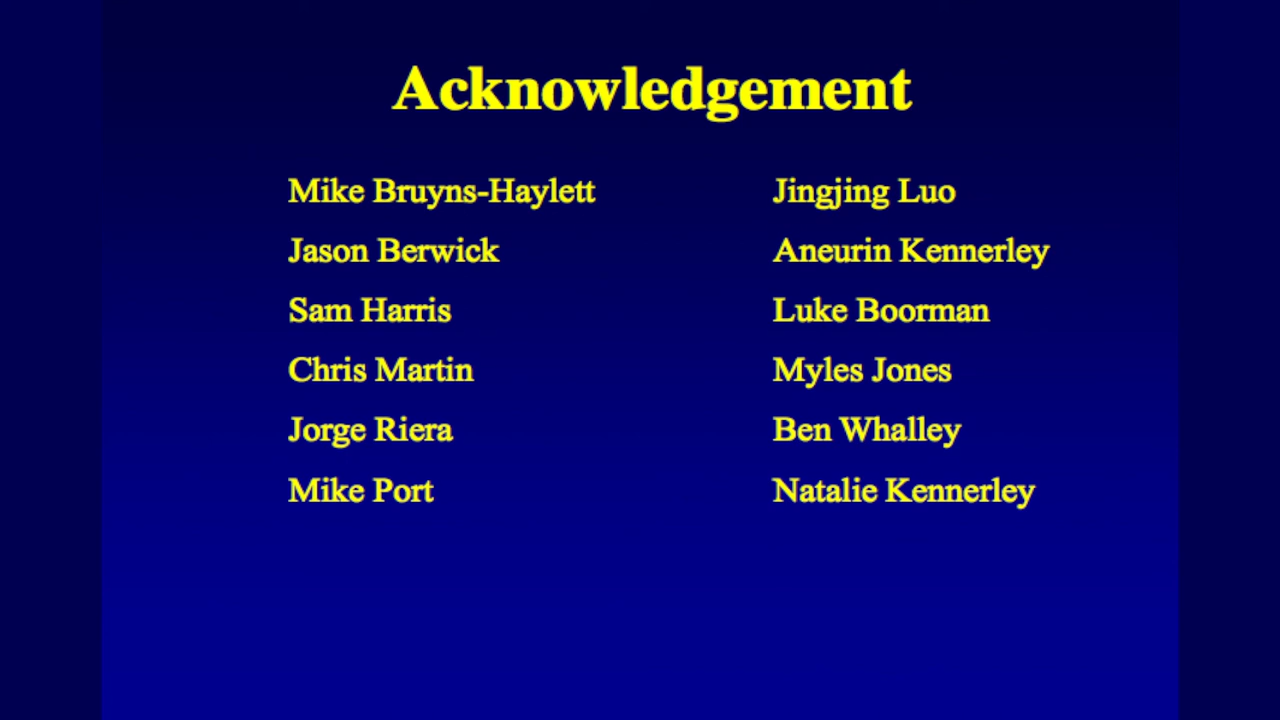 Acknowledgement
Mike Bruyns-Haylett
Jingjing Luo
Jason Berwick
Aneurin Kennerley
Sam Harris
Luke Boorman
Chris Martin
Myles Jones
Jorge Riera
Ben Whalley
Mike Port
Natalie Kennerley